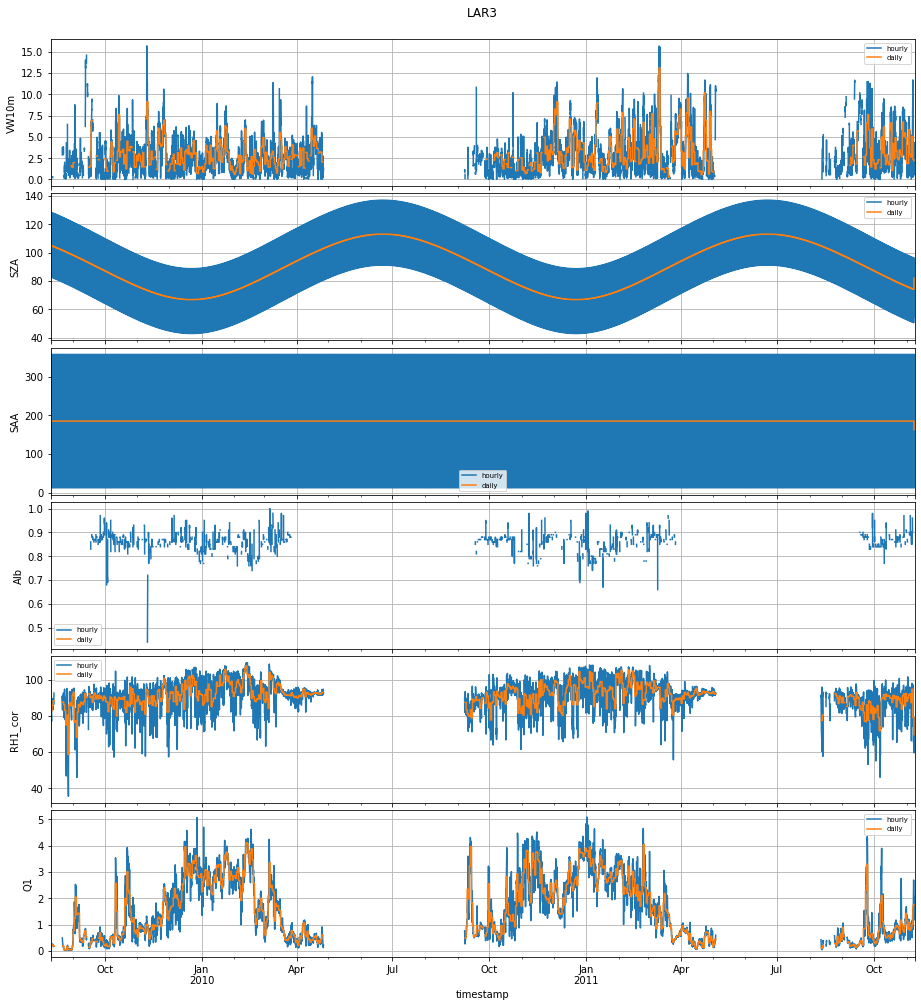 LAR3
15.0
12.5
10.0
7.5
5.0
2.5
0.0
VW10m
hourly
daily
140
120
100
80
60
40
SZA
hourly
daily
300
200
100
0
SAA
hourly
daily
1.0
0.9
0.8
0.7
0.6
0.5
Alb
hourly
daily
100
80
60
40
RH1_cor
hourly
daily
5
4
3
2
1
0
Q1
hourly
daily
Oct Jan Apr Jul Oct Jan Apr Jul Oct
2010 2011
timestamp